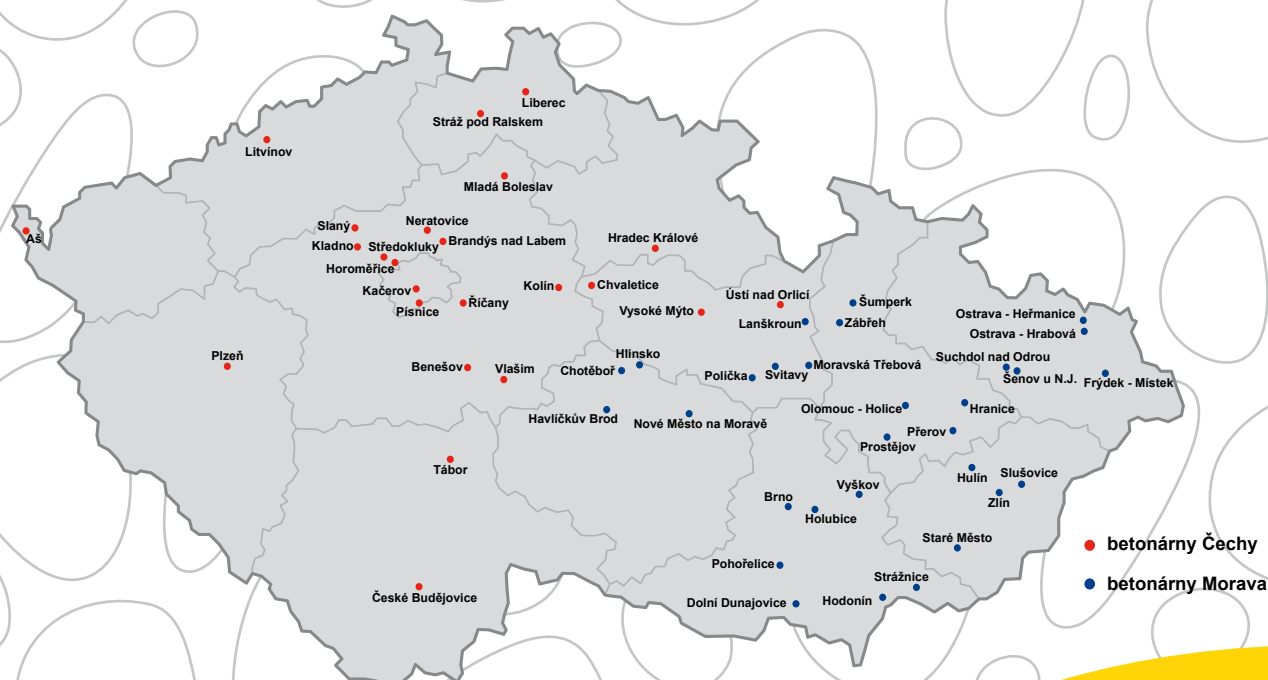 Liberec
Stráž pod Ralskem
Litvínov
Mladá Boleslav
Aš
Slaný
Neratovice
Kladno
Středokluky
Brandýs nad Labem
Horoměřice
Hradec Králové
Kačerov
Písnice
Říčany
Kolín
Chvaletice
Ústí nad Orlicí
Vysoké Mýto
Lanškroun
Šumperk
Zábřeh
Ostrava - Heřmanice
Ostrava - Hrabová
Plzeň
Benešov
Vlašim
Hlinsko
Chotěboř
Polička
Svitavy
Moravská Třebová
Suchdol nad Odrou
Šenov u N.J.
Frýdek - Místek
Havlíčkův Brod
Nové Město na Moravě
Olomouc - Holice
Hranice
Přerov
Prostějov
Tábor
Hulín
Slušovice
Zlín
Vyškov
Brno
Holubice
Staré Město
Pohořelice
Strážnice
České Budějovice
Dolní Dunajovice
Hodonín
betonárny Čechy
betonárny Morava